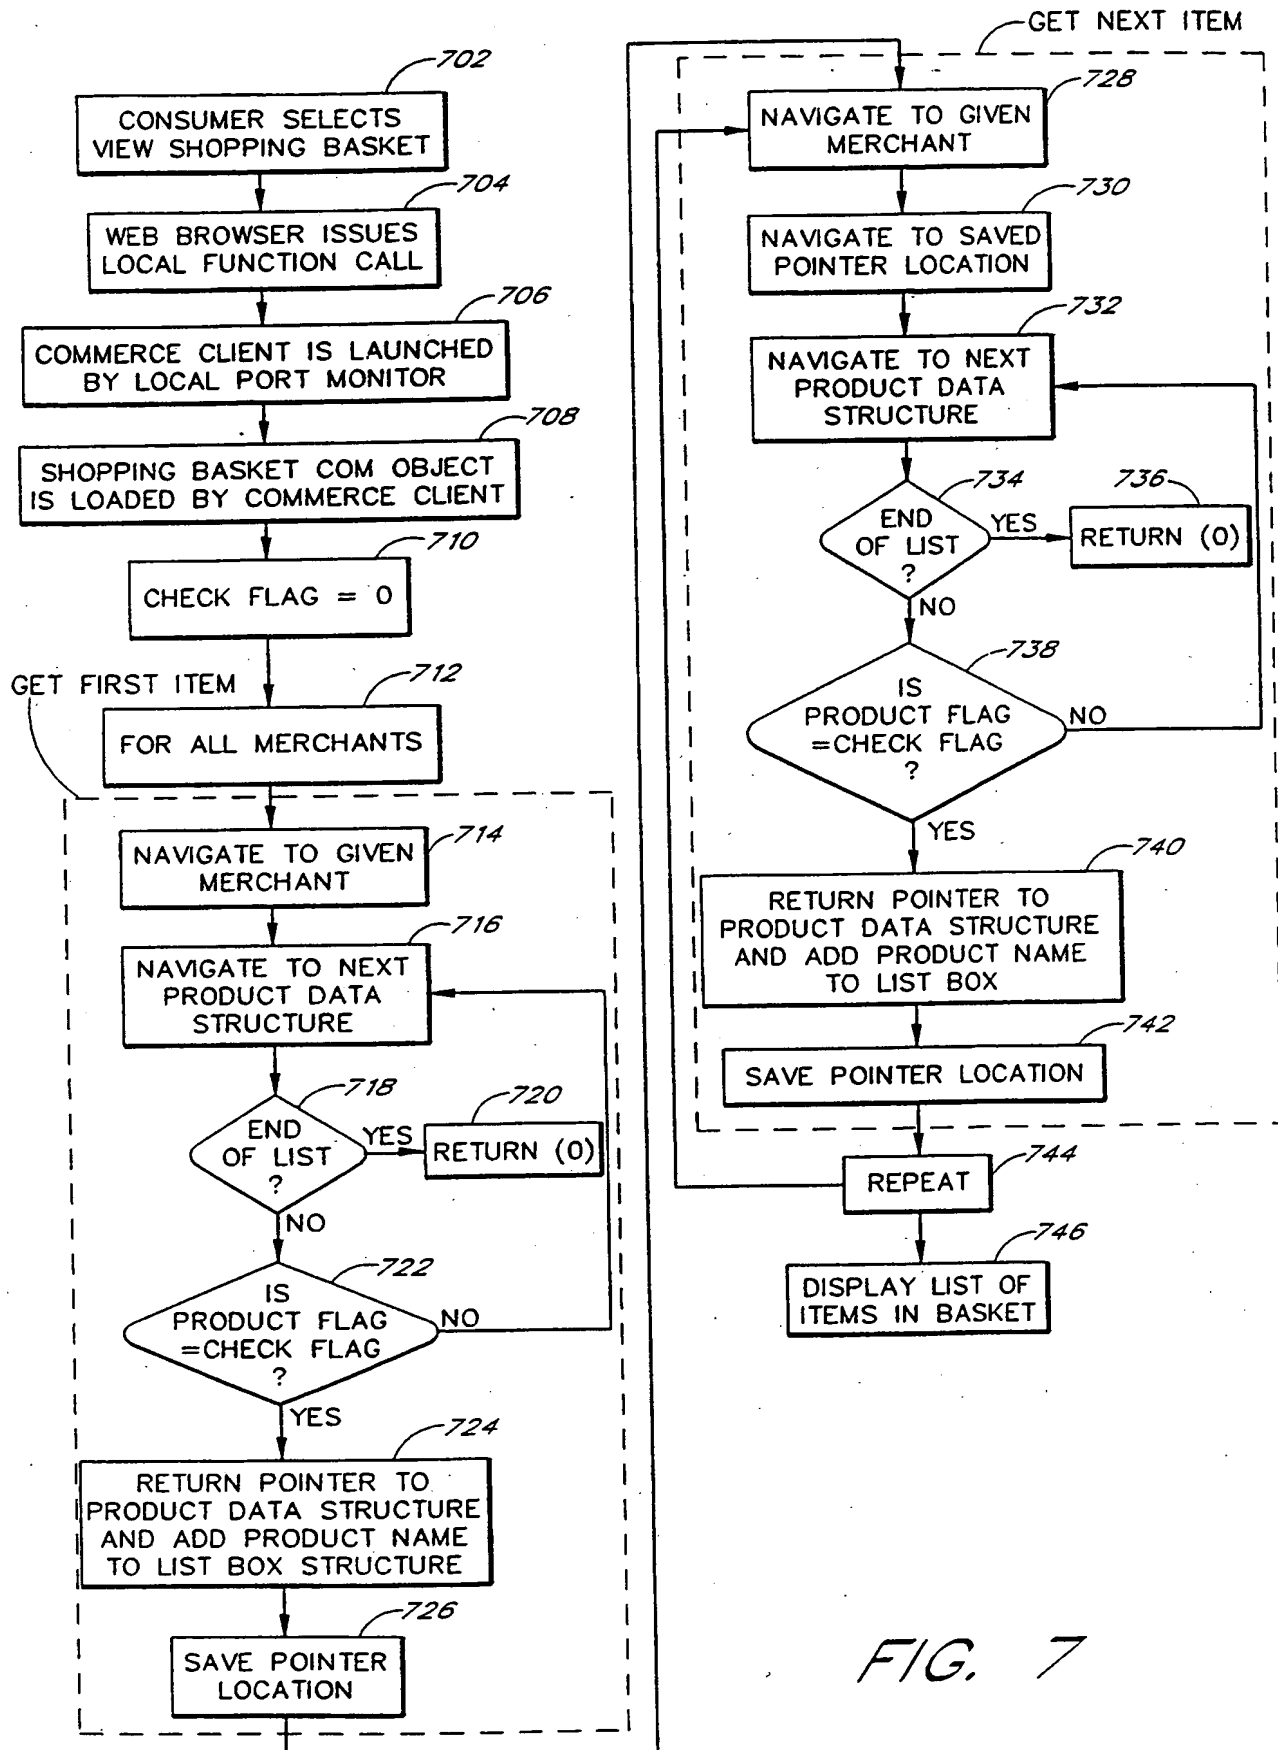 702
CONSUMER SELECTS
VIEW SHOPPING BASKET
704
WEB BROWSER ISSUES
LOCAL FUNCTION CALL
706
COMMERCE CLIENT IS LAUNCHED
BY LOCAL PORT MONITOR
708
SHOPPING BASKET COM OBJECT
IS LOADED BY COMMERCE CLIENT
710
CHECK FLAG = 0
GET FIRST ITEM
712
FOR ALL MERCHANTS
714
NAVIGATE TO GIVEN
MERCHANT
716
NAVIGATE TO NEXT
PRODUCT DATA
STRUCTURE
718
END
OF LIST
?
YES
720
RETURN (0)
NO
722
IS
PRODUCT FLAG
=CHECK FLAG
?
NO
YES
724
RETURN POINTER TO
PRODUCT DATA STRUCTURE
AND ADD PRODUCT NAME
TO LIST BOX STRUCTURE
726
SAVE POINTER
LOCATION
GET NEXT ITEM
728
NAVIGATE TO GIVEN
MERCHANT
730
NAVIGATE TO SAVED
POINTER LOCATION
732
NAVIGATE TO NEXT
PRODUCT DATA
STRUCTURE
734
END
OF LIST
?
YES
736
RETURN (0)
NO
738
IS
PRODUCT FLAG
=CHECK FLAG
?
NO
YES
740
RETURN POINTER TO
PRODUCT DATA STRUCTURE
AND ADD PRODUCT NAME
TO LIST BOX
742
SAVE POINTER LOCATION
744
REPEAT
746
DISPLAY LIST OF
ITEMS IN BASKET
FIG. 7